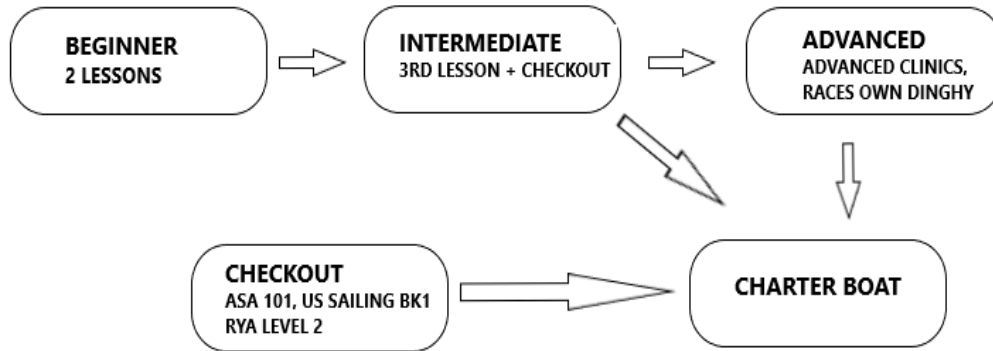 BEGINNER
2 LESSONS
INTERMEDIATE
3RD LESSON + CHECKOUT
ADVANCED
ADVANCED CLINICS,
RACES OWN DINGHY
CHECKOUT
ASA 101, US SAILING BK1
RYA LEVEL 2
CHARTER BOAT